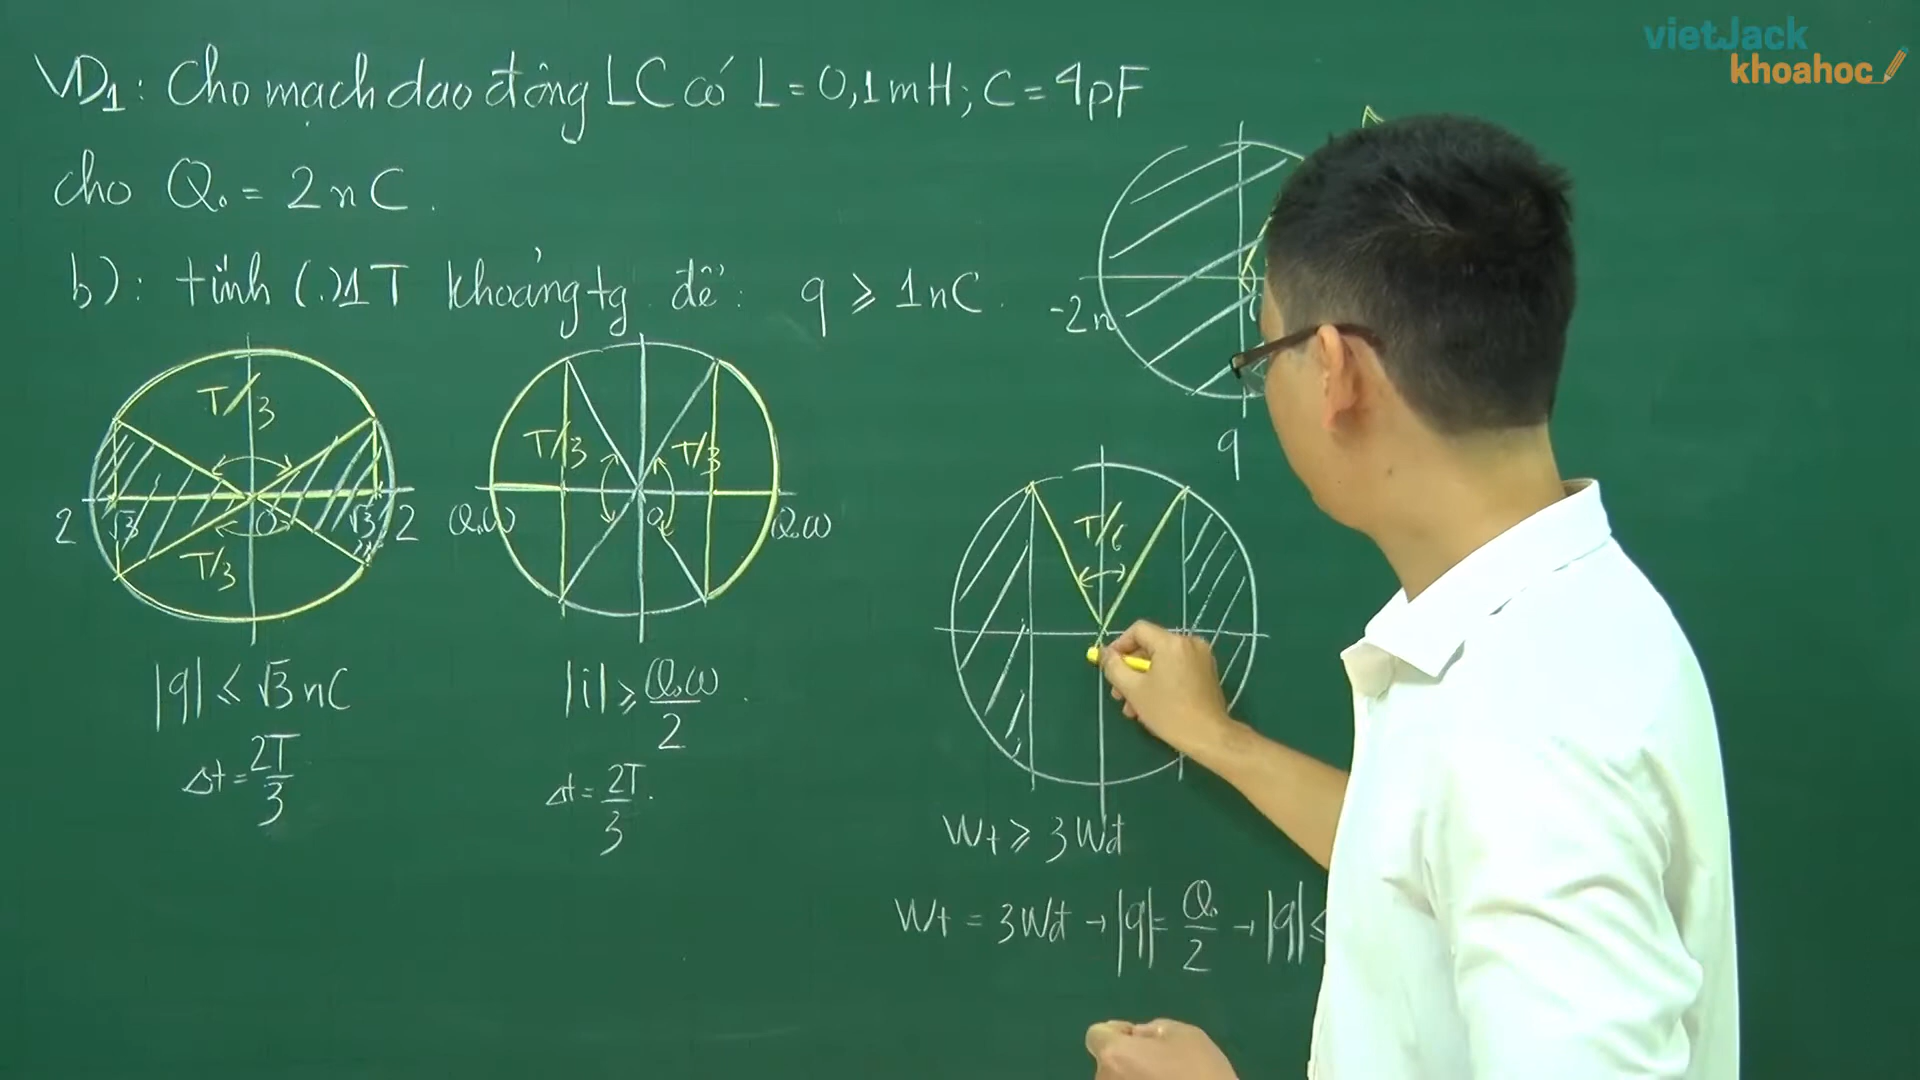 vietJack
khoahoc
VD1: Cho mạch dao động LC có L = 0,1mH; C = 4pF
cho Q₀ = 2nC.
b): tính (.)1T khoảng tg để: q ⩾ 1nC.
-2n
q
T/3
2 √3 O √3 2
T/3
|q| ⩽ √3 nC
Δt = 2T/3
T/3 T/3
Q₀ω O Q₀ω
|i| ⩾ Q₀ω/2.
Δt = 2T/3.
T/6
Wt ⩾ 3Wđ
Wt = 3Wđ → |q| = Q₀/2 → |q| ⩽